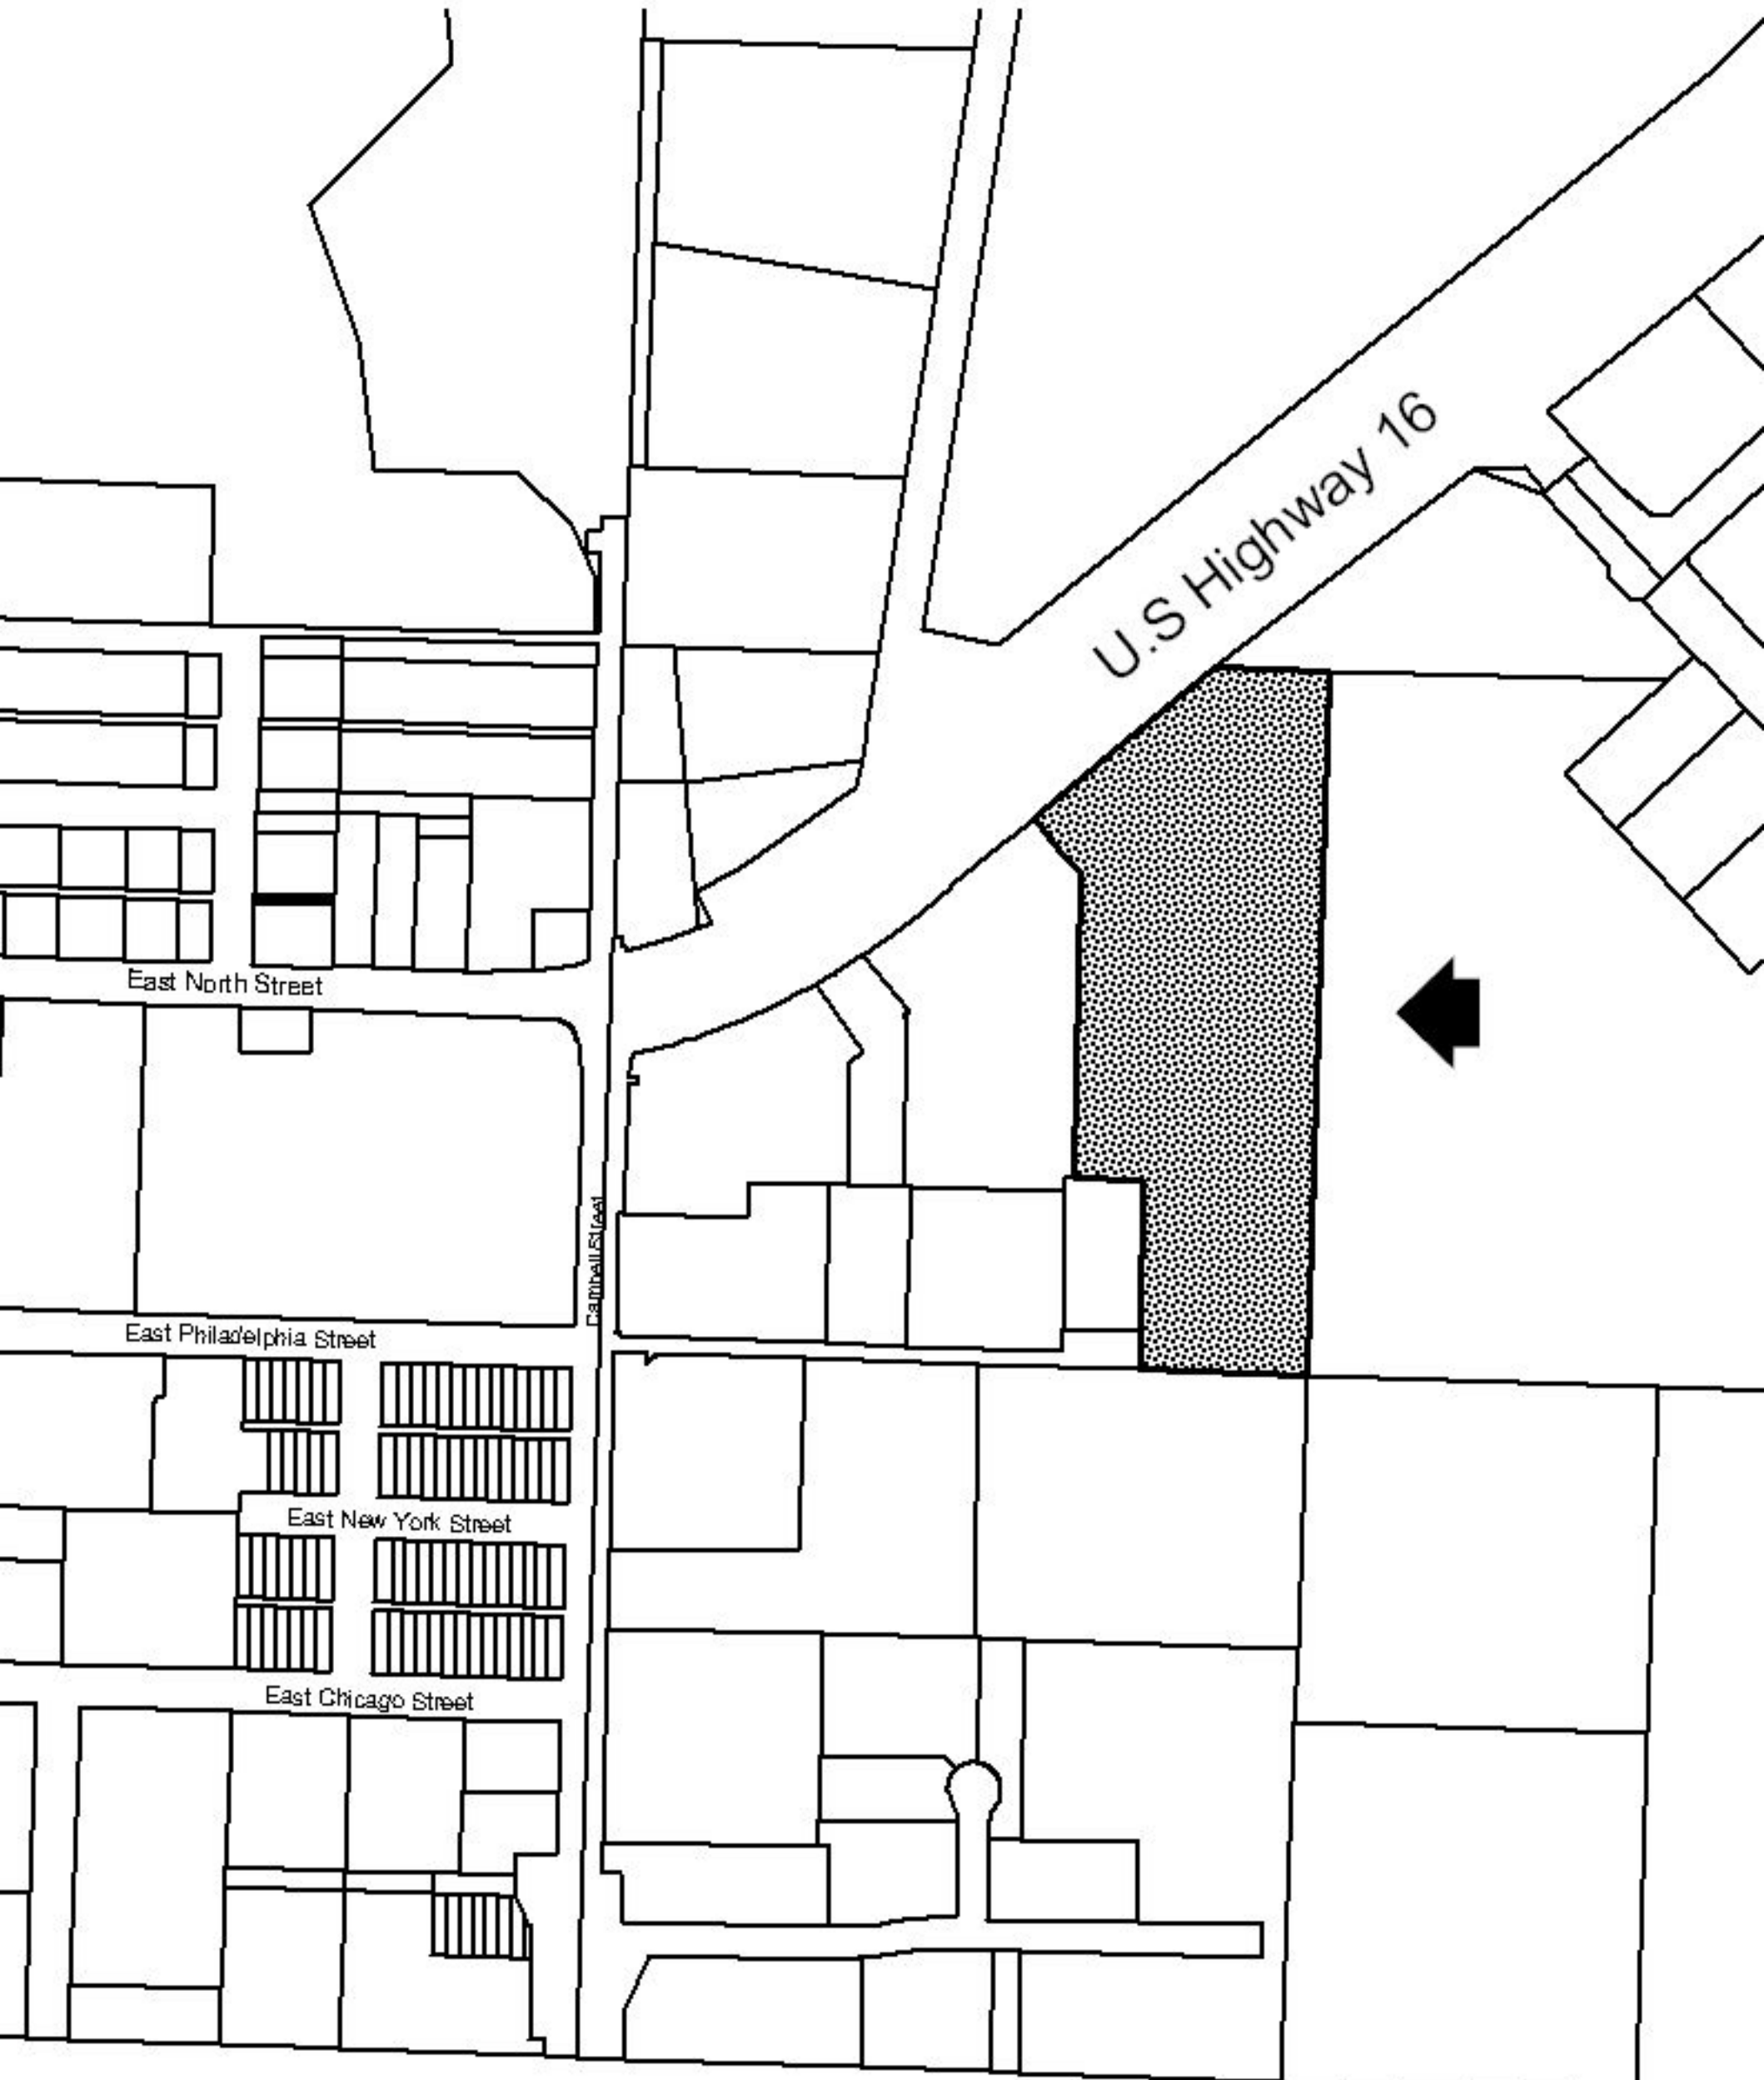 U.S Highway 16
East North Street
Campbell Street
East Philadelphia Street
East New York Street
East Chicago Street